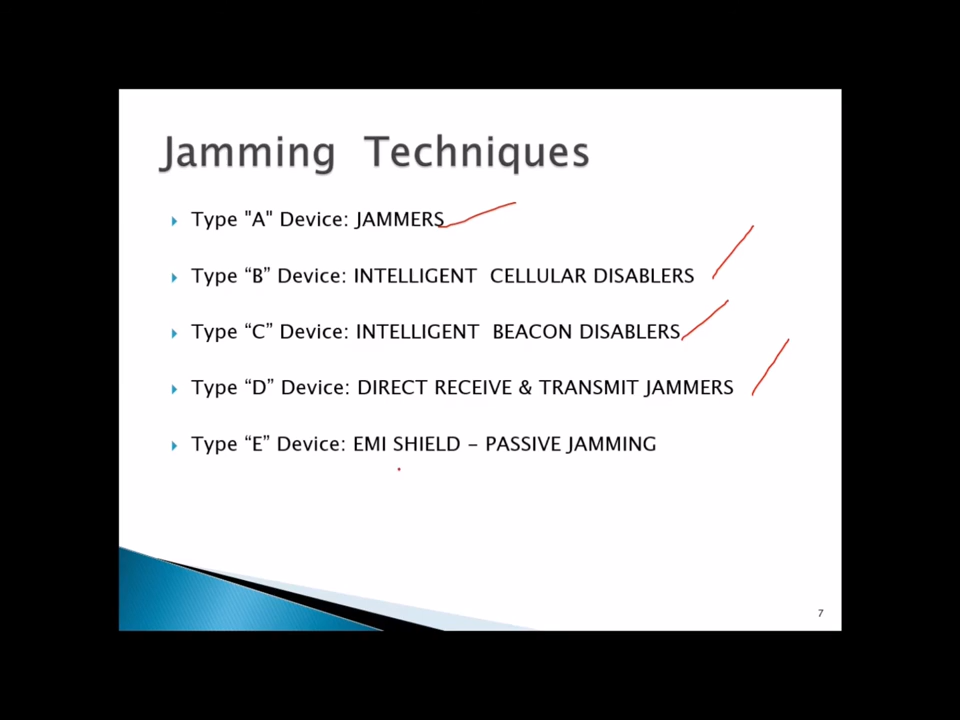 Jamming Techniques
Type "A" Device: JAMMERS
Type “B” Device: INTELLIGENT CELLULAR DISABLERS
Type “C” Device: INTELLIGENT BEACON DISABLERS
Type “D” Device: DIRECT RECEIVE & TRANSMIT JAMMERS
Type “E” Device: EMI SHIELD - PASSIVE JAMMING
7